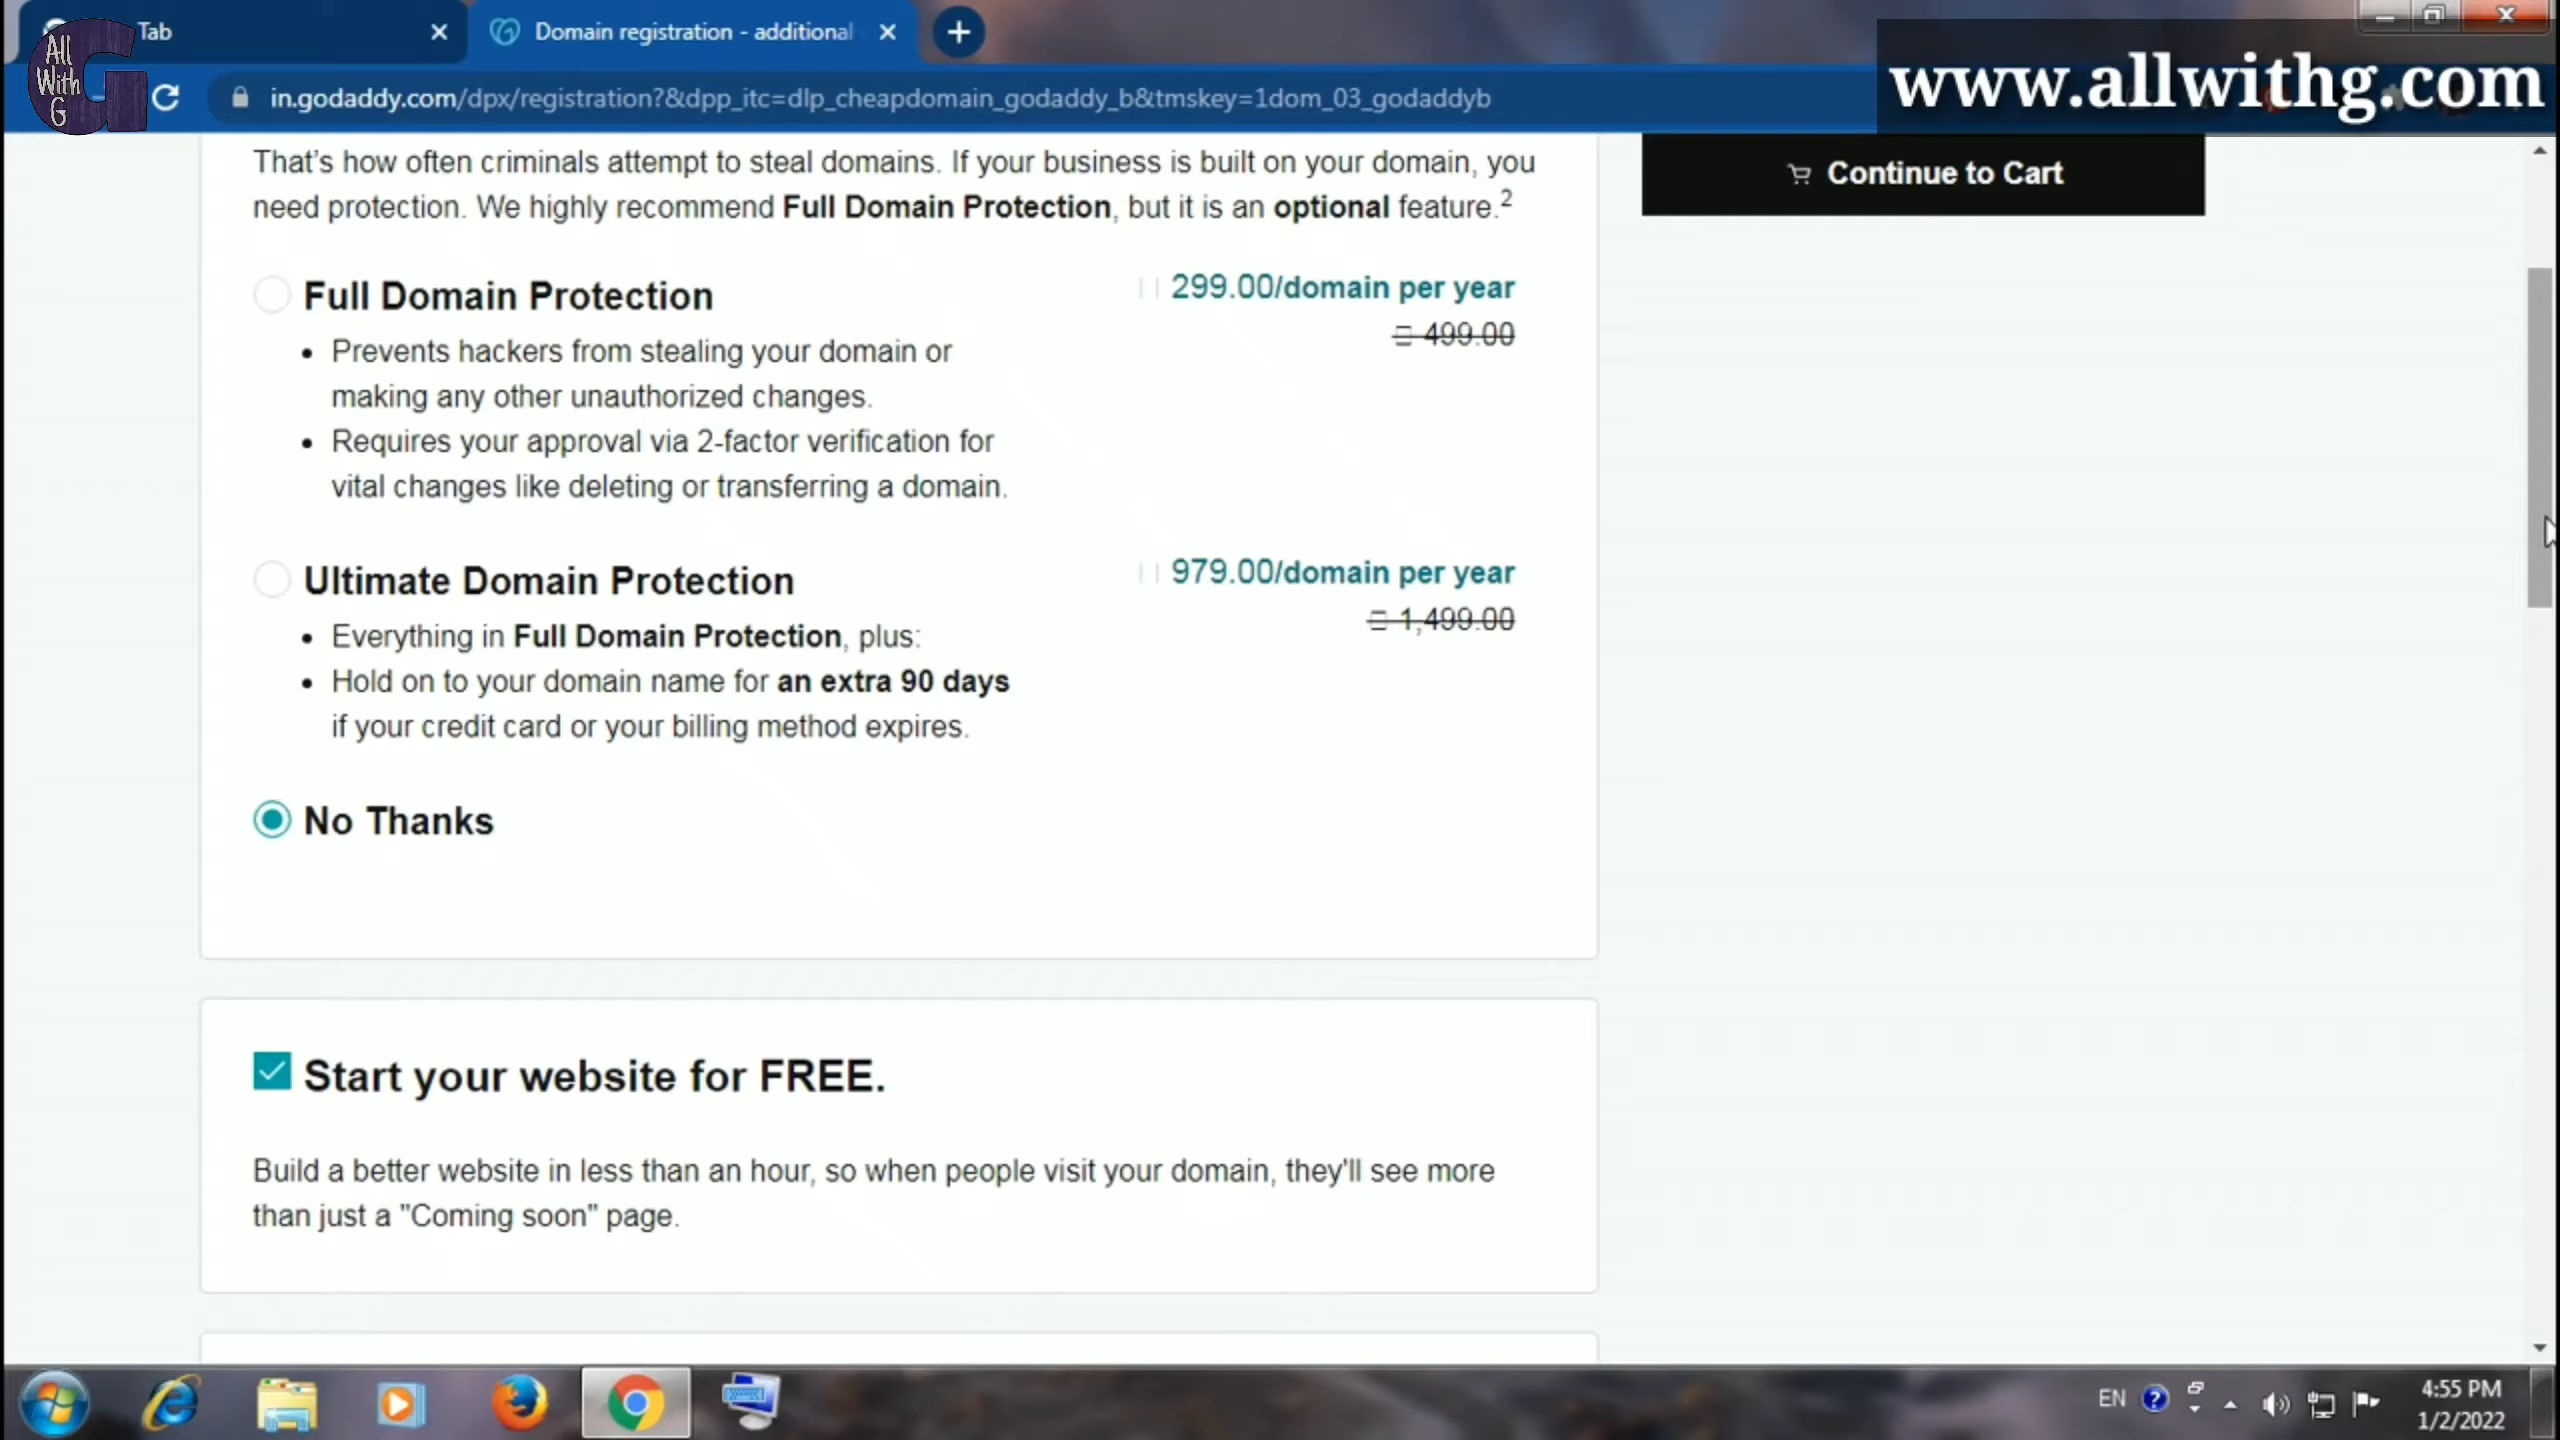 Tab
Domain registration - additional
All
With
G
in.godaddy.com/dpx/registration?&dpp_itc=dlp_cheapdomain_godaddy_b&tmskey=1dom_03_godaddyb
www.allwithg.com
That's how often criminals attempt to steal domains. If your business is built on your domain, you
need protection. We highly recommend Full Domain Protection, but it is an optional feature.2
Continue to Cart
Full Domain Protection
299.00/domain per year
499.00
Prevents hackers from stealing your domain or
making any other unauthorized changes.
Requires your approval via 2-factor verification for
vital changes like deleting or transferring a domain.
Ultimate Domain Protection
979.00/domain per year
1,499.00
Everything in Full Domain Protection, plus:
Hold on to your domain name for an extra 90 days
if your credit card or your billing method expires.
No Thanks
Start your website for FREE.
Build a better website in less than an hour, so when people visit your domain, they'll see more
than just a "Coming soon" page.
EN
4:55 PM
1/2/2022